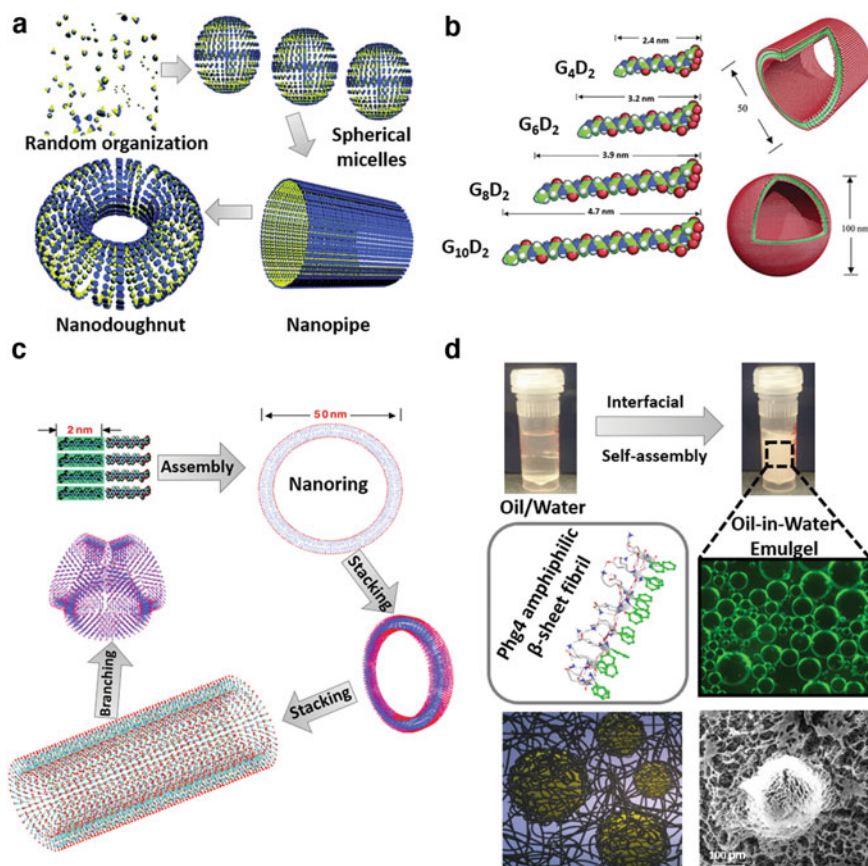 a
Random organization
Spherical
micelles
Nanodoughnut
Nanopipe
b
G4D2
2.4 nm
G6D2
3.2 nm
G8D2
3.9 nm
G10D2
4.7 nm
50
100 nm
c
2 nm
Assembly
50 nm
Nanoring
Stacking
Stacking
Branching
d
Oil/Water
Interfacial
Self-assembly
Oil-in-Water
Emulgel
Phg4 amphiphilic
β-sheet fibril
100 μm